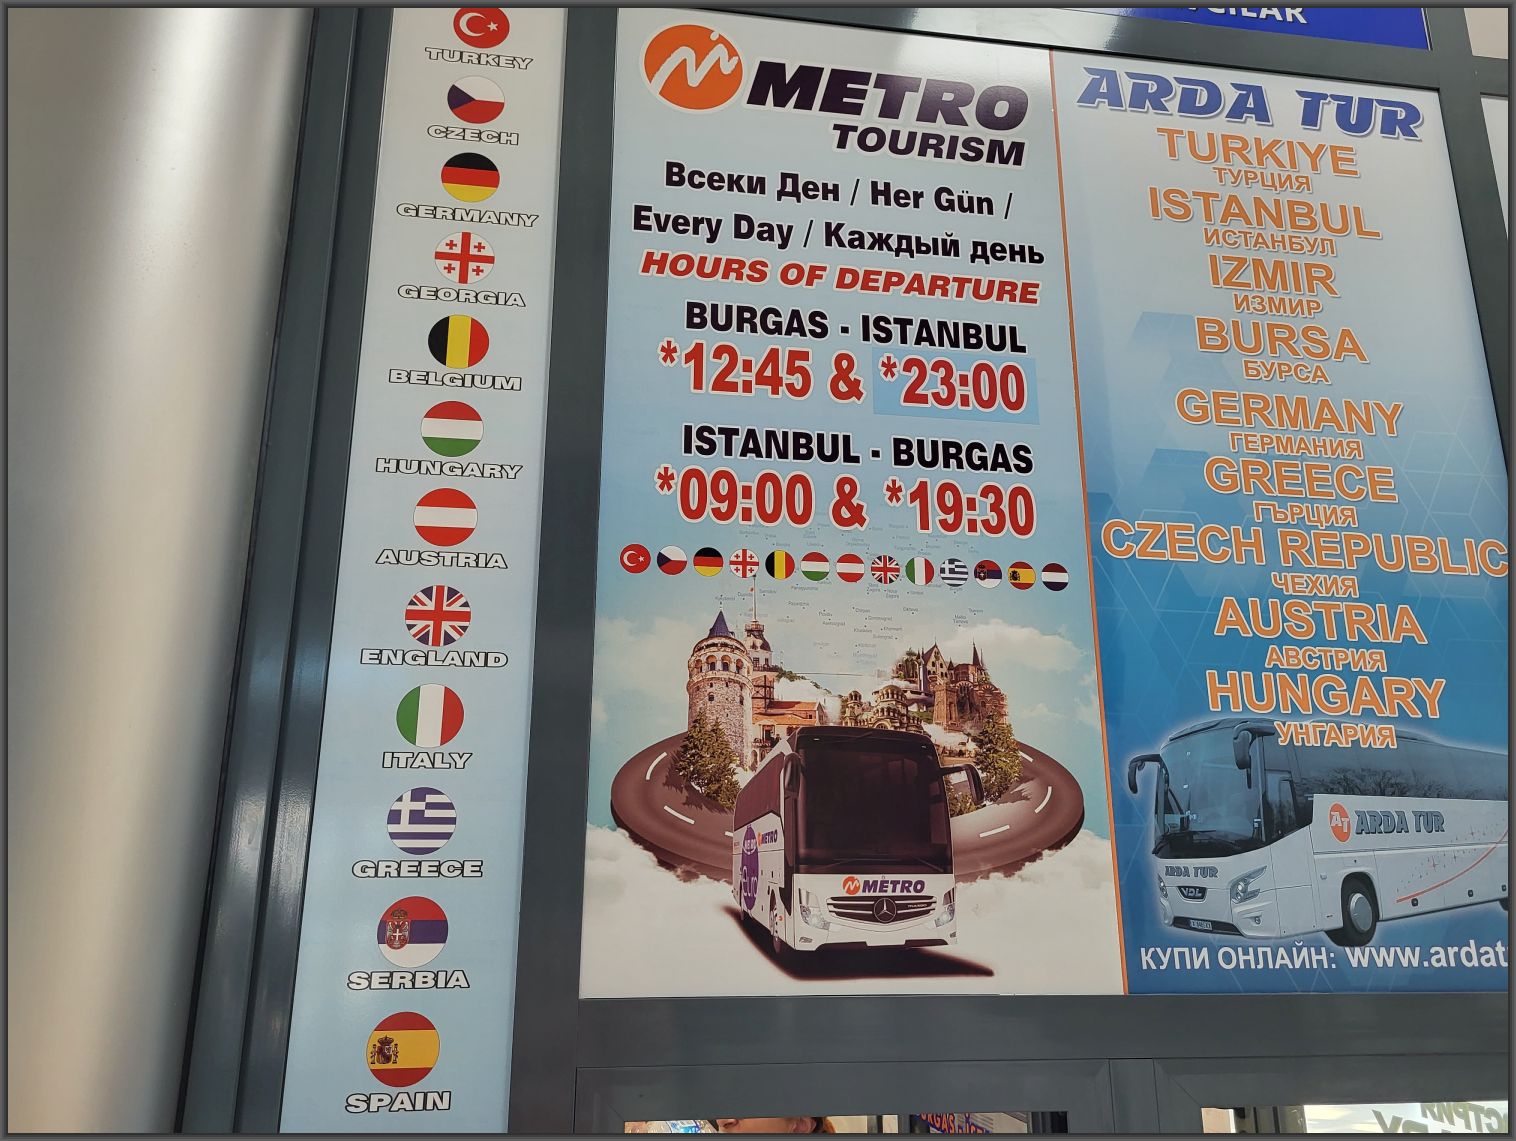 TURKEY
CZECH
GERMANY
GEORGIA
BELGIUM
HUNGARY
AUSTRIA
ENGLAND
ITALY
GREECE
SERBIA
SPAIN
METRO
TOURISM
Всеки Ден / Her Gün /
Every Day / Каждый день
HOURS OF DEPARTURE
BURGAS - ISTANBUL
*12:45 & *23:00
ISTANBUL - BURGAS
*09:00 & *19:30
METRO
METRO
ARDA TUR
TURKIYE
ТУРЦИЯ
ISTANBUL
ИСТАНБУЛ
IZMIR
ИЗМИР
BURSA
БУРСА
GERMANY
ГЕРМАНИЯ
GREECE
ГЪРЦИЯ
CZECH REPUBLIC
ЧЕХИЯ
AUSTRIA
АВСТРИЯ
HUNGARY
УНГАРИЯ
AT ARDA TUR
ARDA TUR
VDL
КУПИ ОНЛАЙН: www.ardat